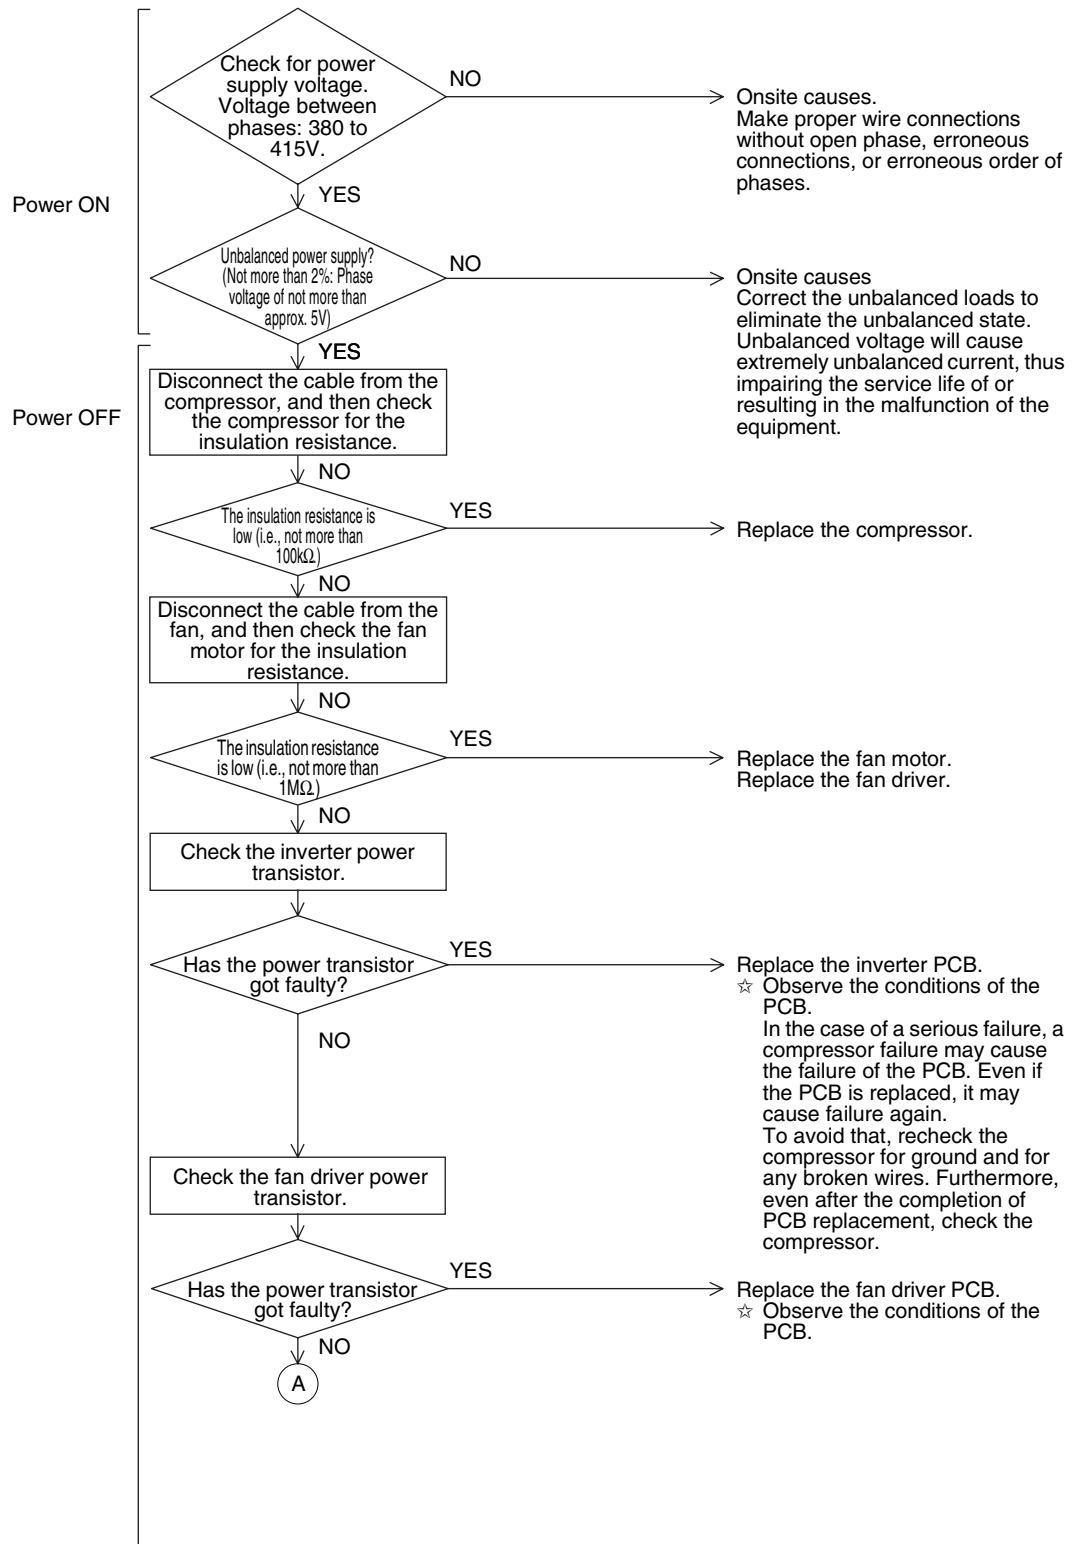 Check for power
supply voltage.
Voltage between
phases: 380 to
415V.
NO
Onsite causes.
Make proper wire connections
without open phase, erroneous
connections, or erroneous order of
phases.
Power ON
YES
Unbalanced power supply?
(Not more than 2%: Phase
voltage of not more than
approx. 5V)
NO
Onsite causes
Correct the unbalanced loads to
eliminate the unbalanced state.
Unbalanced voltage will cause
extremely unbalanced current, thus
impairing the service life of or
resulting in the malfunction of the
equipment.
YES
Power OFF
Disconnect the cable from the
compressor, and then check
the compressor for the
insulation resistance.
NO
The insulation resistance is
low (i.e., not more than
100kΩ.)
YES
Replace the compressor.
NO
Disconnect the cable from the
fan, and then check the fan
motor for the insulation
resistance.
NO
The insulation resistance
is low (i.e., not more than
1MΩ.)
YES
Replace the fan motor.
Replace the fan driver.
NO
Check the inverter power
transistor.
Has the power transistor
got faulty?
YES
Replace the inverter PCB.
☆ Observe the conditions of the
PCB.
In the case of a serious failure, a
compressor failure may cause
the failure of the PCB. Even if
the PCB is replaced, it may
cause failure again.
To avoid that, recheck the
compressor for ground and for
any broken wires. Furthermore,
even after the completion of
PCB replacement, check the
compressor.
NO
Check the fan driver power
transistor.
Has the power transistor
got faulty?
YES
Replace the fan driver PCB.
☆ Observe the conditions of the
PCB.
NO
A